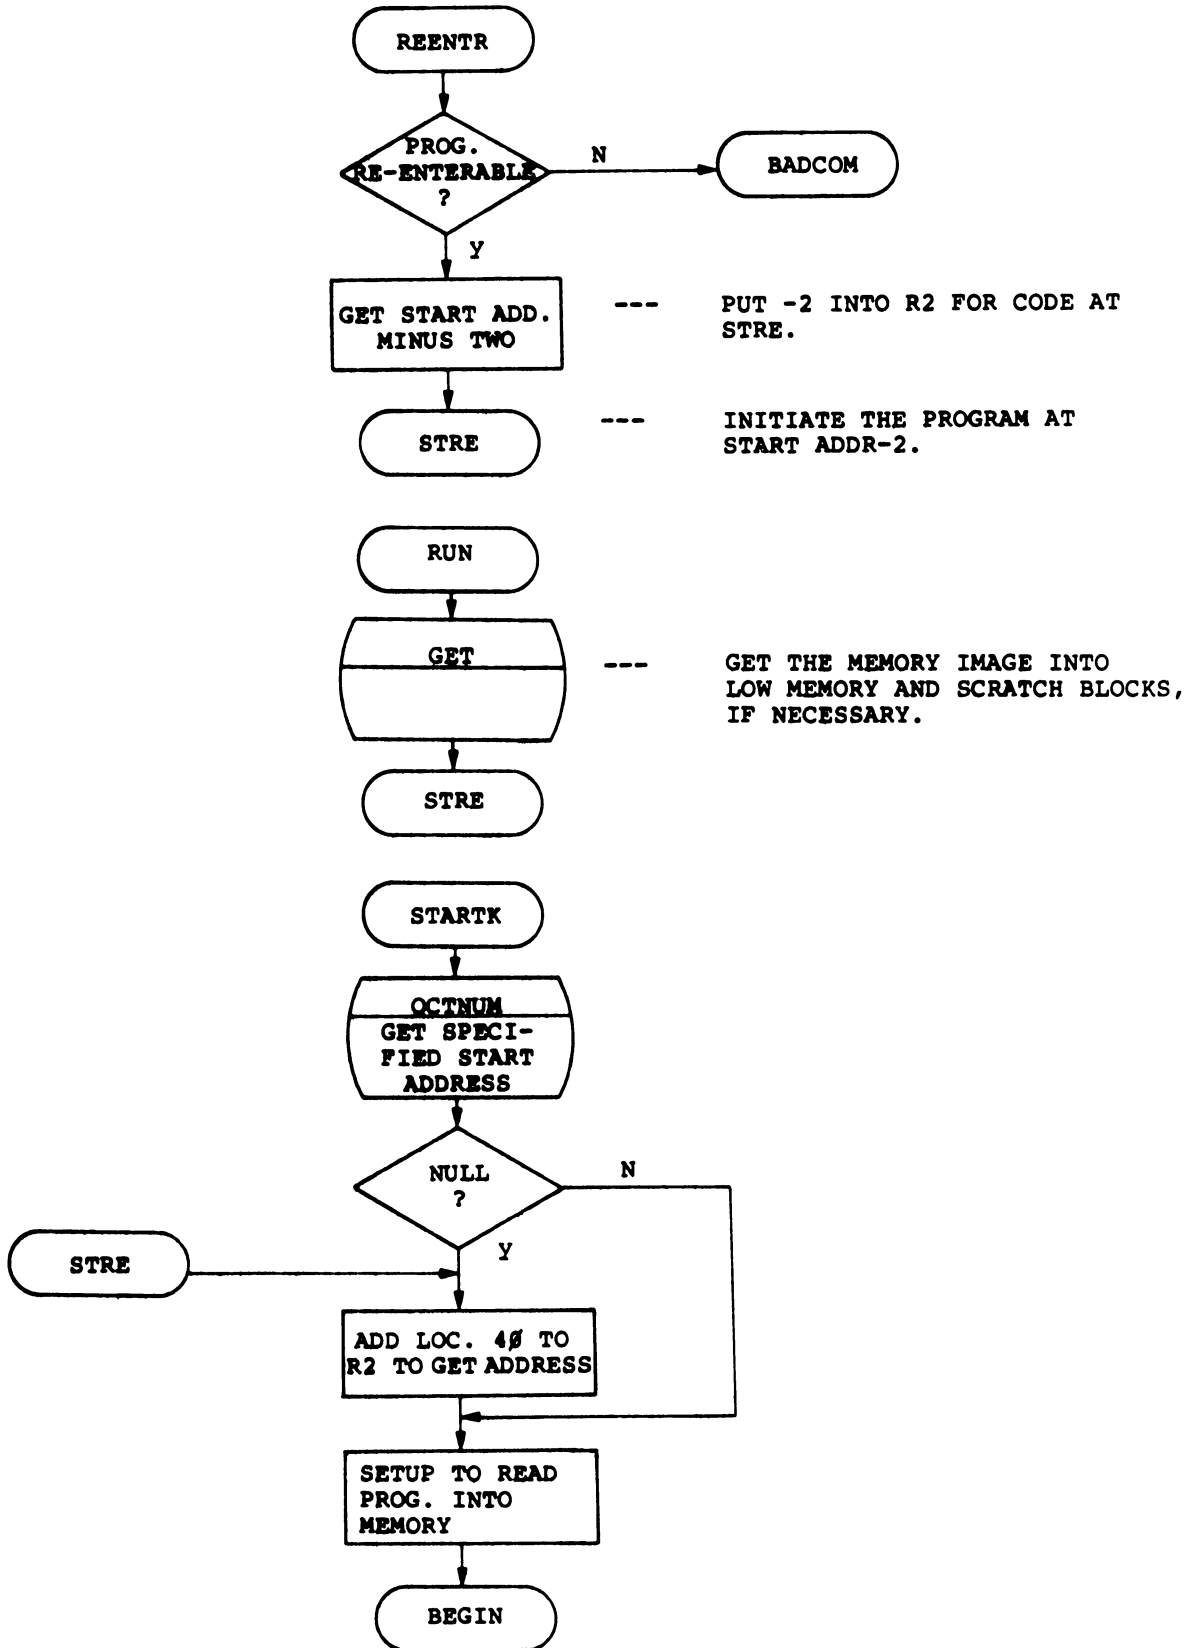 REENTR
PROG.
RE-ENTERABLE
?
N
BADCOM
y
GET START ADD.
MINUS TWO
--- PUT -2 INTO R2 FOR CODE AT
STRE.
STRE
--- INITIATE THE PROGRAM AT
START ADDR-2.
RUN
GET
--- GET THE MEMORY IMAGE INTO
LOW MEMORY AND SCRATCH BLOCKS,
IF NECESSARY.
STRE
STARTK
OCTNUM
GET SPECI-
FIED START
ADDRESS
NULL
?
N
y
STRE
ADD LOC. 4Ø TO
R2 TO GET ADDRESS
SETUP TO READ
PROG. INTO
MEMORY
BEGIN